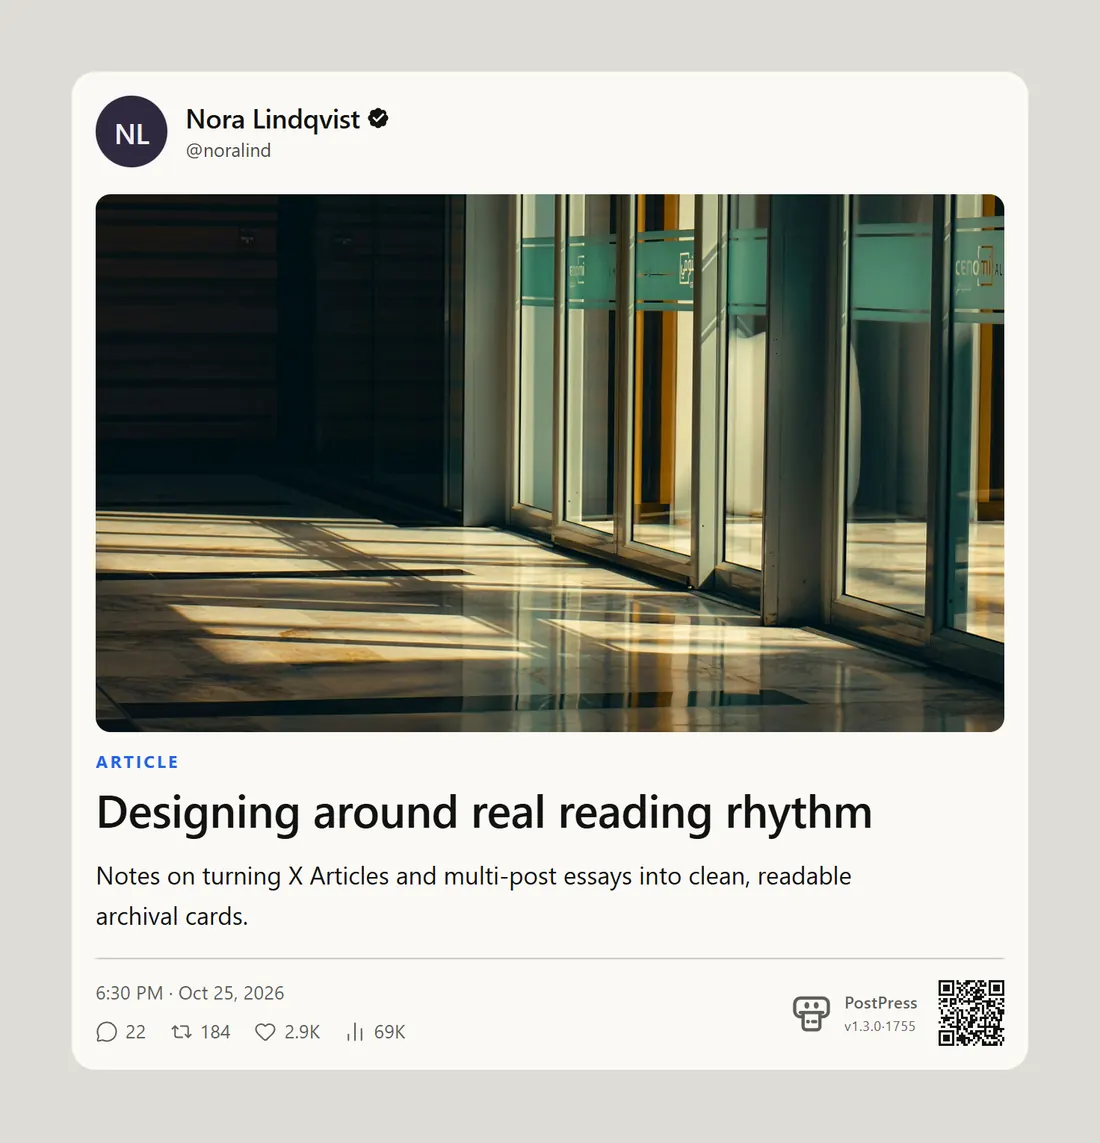 NL
Nora Lindqvist
@noralind
ARTICLE
Designing around real reading rhythm
Notes on turning X Articles and multi-post essays into clean, readable
archival cards.
6:30 PM · Oct 25, 2026
22 184 2.9K 69K
PostPress
v1.3.0·1755